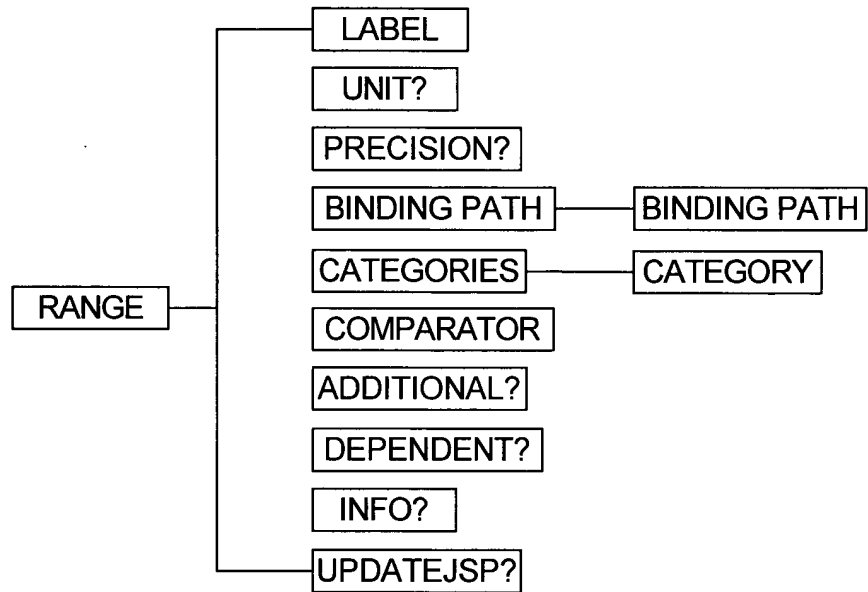 LABEL
UNIT?
PRECISION?
BINDING PATH BINDING PATH
CATEGORIES CATEGORY
RANGE
COMPARATOR
ADDITIONAL?
DEPENDENT?
INFO?
UPDATEJSP?